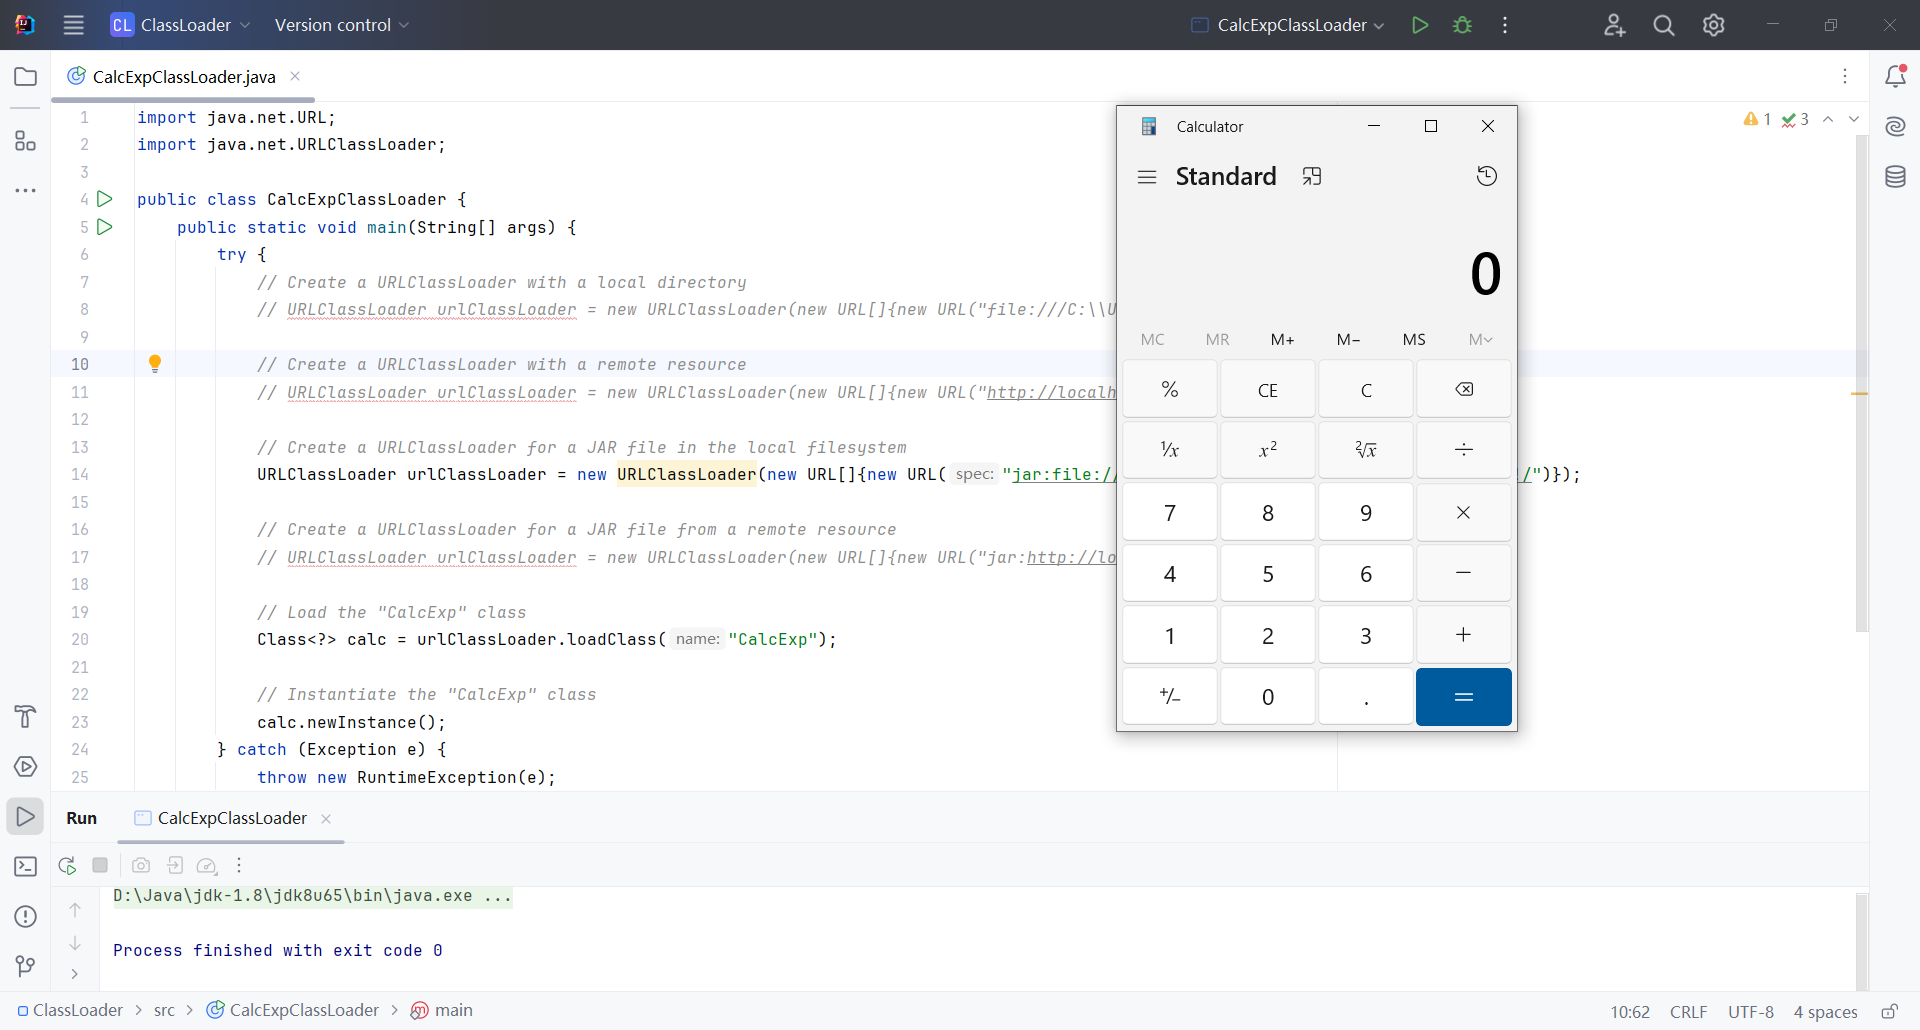 CL ClassLoader Version control CalcExpClassLoader
CalcExpClassLoader.java
1 import java.net.URL;
2 import java.net.URLClassLoader;
3
4 public class CalcExpClassLoader {
5 public static void main(String[] args) {
6 try {
7 // Create a URLClassLoader with a local directory
8 // URLClassLoader urlClassLoader = new URLClassLoader(new URL[]{new URL("file:///C:\\U
9
10 // Create a URLClassLoader with a remote resource
11 // URLClassLoader urlClassLoader = new URLClassLoader(new URL[]{new URL("http://localh
12
13 // Create a URLClassLoader for a JAR file in the local filesystem
14 URLClassLoader urlClassLoader = new URLClassLoader(new URL[]{new URL( spec: "jar:file:// /")});
15
16 // Create a URLClassLoader for a JAR file from a remote resource
17 // URLClassLoader urlClassLoader = new URLClassLoader(new URL[]{new URL("jar:http://lo
18
19 // Load the "CalcExp" class
20 Class<?> calc = urlClassLoader.loadClass( name: "CalcExp");
21
22 // Instantiate the "CalcExp" class
23 calc.newInstance();
24 } catch (Exception e) {
25 throw new RuntimeException(e);
1 3
Calculator
Standard
0
MC MR M+ M− MS M
% CE C
¹/x x² ²√x ÷
7 8 9 ×
4 5 6 −
1 2 3 +
+/− 0 . =
Run CalcExpClassLoader
D:\Java\jdk-1.8\jdk8u65\bin\java.exe ...
Process finished with exit code 0
ClassLoader > src > CalcExpClassLoader > main 10:62 CRLF UTF-8 4 spaces